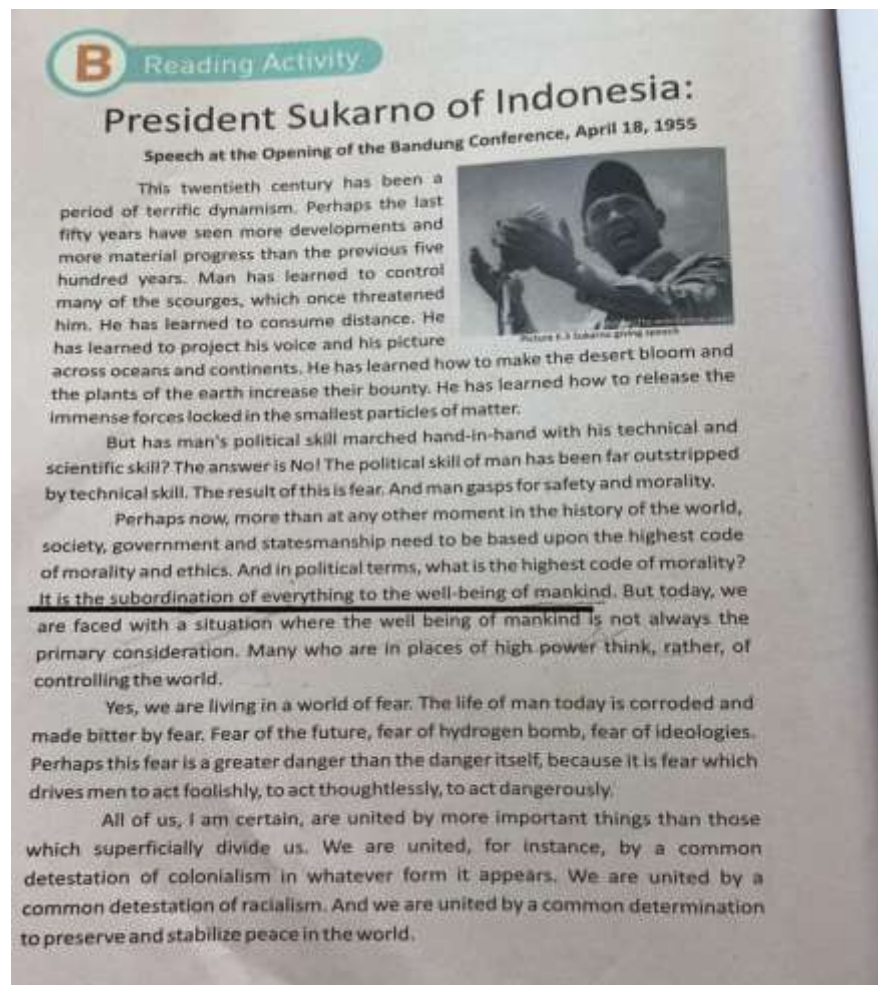 B Reading Activity
President Sukarno of Indonesia:
Speech at the Opening of the Bandung Conference, April 18, 1955
This twentieth century has been a
period of terrific dynamism. Perhaps the last
fifty years have seen more developments and
more material progress than the previous five
hundred years. Man has learned to control
many of the scourges, which once threatened
him. He has learned to consume distance. He
has learned to project his voice and his picture
Sukarno giving speech
across oceans and continents. He has learned how to make the desert bloom and
the plants of the earth increase their bounty. He has learned how to release the
immense forces locked in the smallest particles of matter.
But has man's political skill marched hand-in-hand with his technical and
scientific skill? The answer is No! The political skill of man has been far outstripped
by technical skill. The result of this is fear. And man gasps for safety and morality.
Perhaps now, more than at any other moment in the history of the world,
society, government and statesmanship need to be based upon the highest code
of morality and ethics. And in political terms, what is the highest code of morality?
It is the subordination of everything to the well-being of mankind. But today, we
are faced with a situation where the well being of mankind is not always the
primary consideration. Many who are in places of high power think, rather, of
controlling the world.
Yes, we are living in a world of fear. The life of man today is corroded and
made bitter by fear. Fear of the future, fear of hydrogen bomb, fear of ideologies.
Perhaps this fear is a greater danger than the danger itself, because it is fear which
drives men to act foolishly, to act thoughtlessly, to act dangerously.
All of us, I am certain, are united by more important things than those
which superficially divide us. We are united, for instance, by a common
detestation of colonialism in whatever form it appears. We are united by a
common detestation of racialism. And we are united by a common determination
to preserve and stabilize peace in the world.